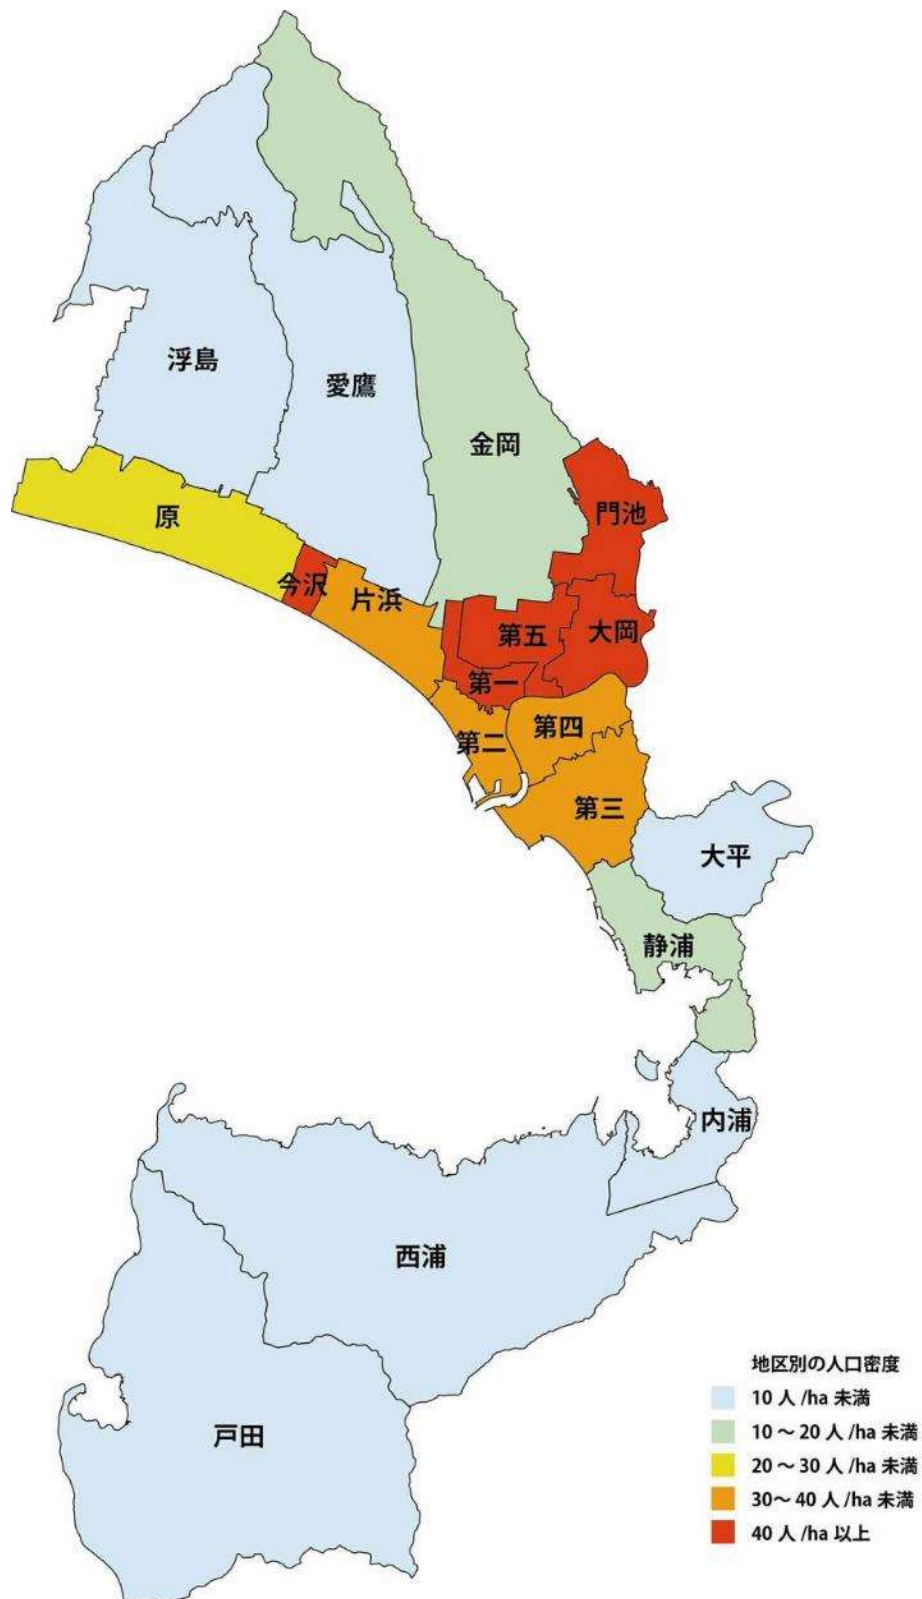 浮島
愛鷹
金岡
門池
原
今沢
片浜
第五
大岡
第一
第二
第四
第三
大平
静浦
内浦
西浦
戸田
地区別の人口密度
10 人 /ha 未満
10 ～ 20 人 /ha 未満
20 ～ 30 人 /ha 未満
30～ 40 人 /ha 未満
40 人 /ha 以上